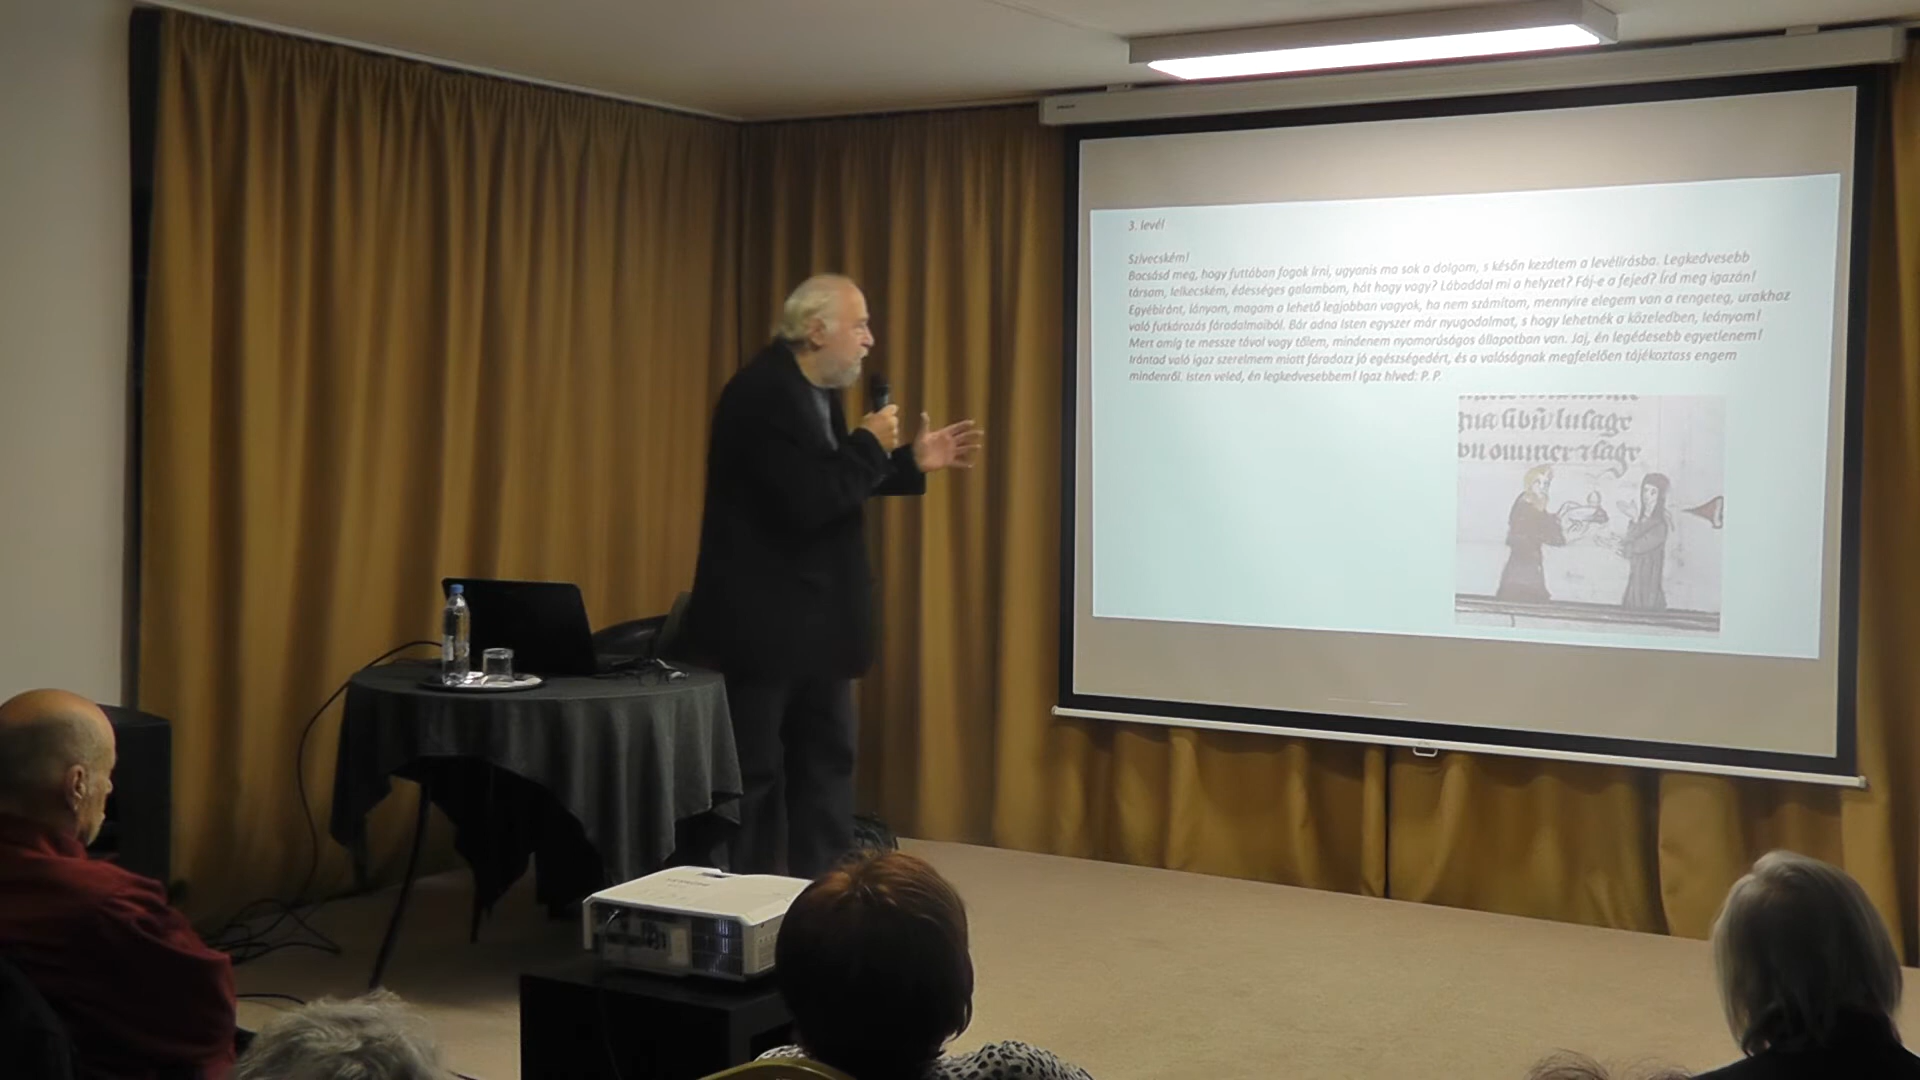 3. levél
Szívecském!
Bocsásd meg, hogy futtában fogok írni, ugyanis ma sok a dolgom, s későn kezdtem a levélírásba. Legkedvesebb
társam, lelkecském, édességes galambom, hát hogy vagy? Lábaddal mi a helyzet? Fáj-e a fejed? Írd meg igazán!
Egyébiránt, lányom, magam a lehető legjobban vagyok, ha nem számítom, mennyire elegem van a rengeteg, urakhoz
való futkározás fáradalmaiból. Bár adna Isten egyszer már nyugodalmat, s hogy lehetnék a közeledben, leányom!
Mert amíg te messze távol vagy tőlem, mindenem nyomorúságos állapotban van. Jaj, én legédesebb egyetlenem!
Irántad való igaz szerelmem miatt fáradozz jó egészségedért, és a valóságnak megfelelően tájékoztass engem
mindenről. Isten veled, én legkedvesebbem! Igaz híved: P. P.